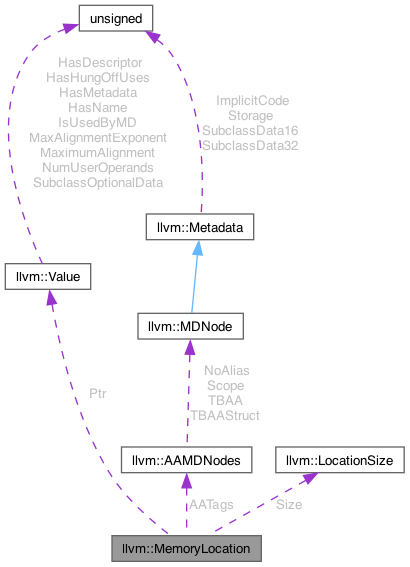 unsigned
HasDescriptor
HasHungOffUses
HasMetadata
HasName
IsUsedByMD
MaxAlignmentExponent
MaximumAlignment
NumUserOperands
SubclassOptionalData
ImplicitCode
Storage
SubclassData16
SubclassData32
llvm::Metadata
llvm::Value
llvm::MDNode
Ptr
NoAlias
Scope
TBAA
TBAAStruct
llvm::AAMDNodes
llvm::LocationSize
AATags
Size
llvm::MemoryLocation